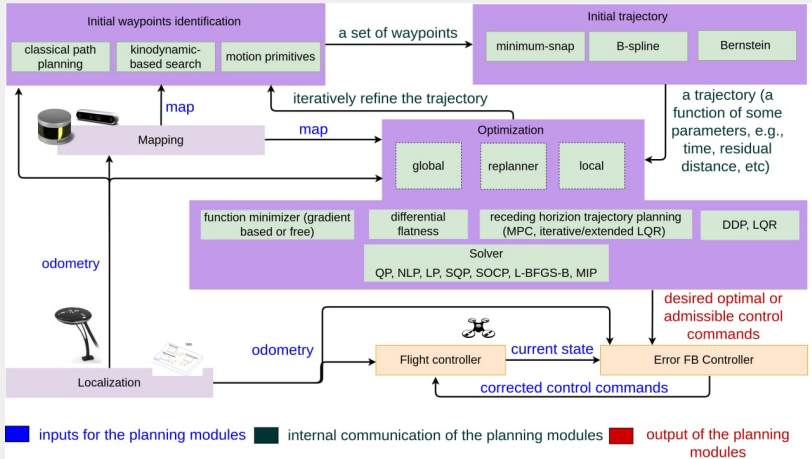 Initial waypoints identification
classical path
planning
kinodynamic-
based search
motion primitives
a set of waypoints
Initial trajectory
minimum-snap
B-spline
Bernstein
iteratively refine the trajectory
map
Mapping
map
a trajectory (a
function of some
parameters, e.g.,
time, residual
distance, etc)
Optimization
global
replanner
local
function minimizer (gradient
based or free)
differential
flatness
receding horizion trajectory planning
(MPC, iterative/extended LQR)
DDP, LQR
Solver
QP, NLP, LP, SQP, SOCP, L-BFGS-B, MIP
odometry
desired optimal or
admissible control
commands
odometry
Flight controller
current state
Error FB Controller
corrected control commands
Localization
inputs for the planning modules
internal communication of the planning modules
output of the planning
modules